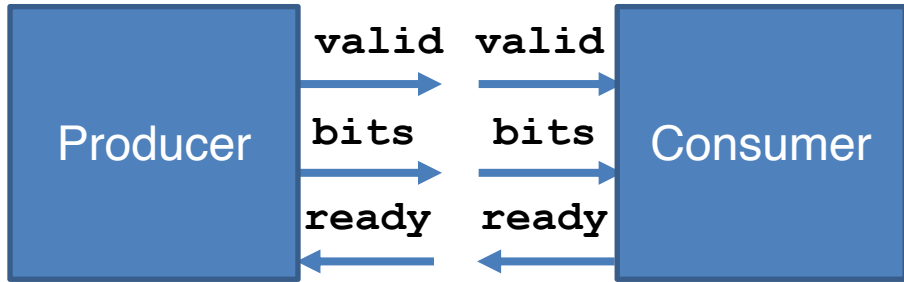 valid valid
Producer
bits bits
Consumer
ready ready